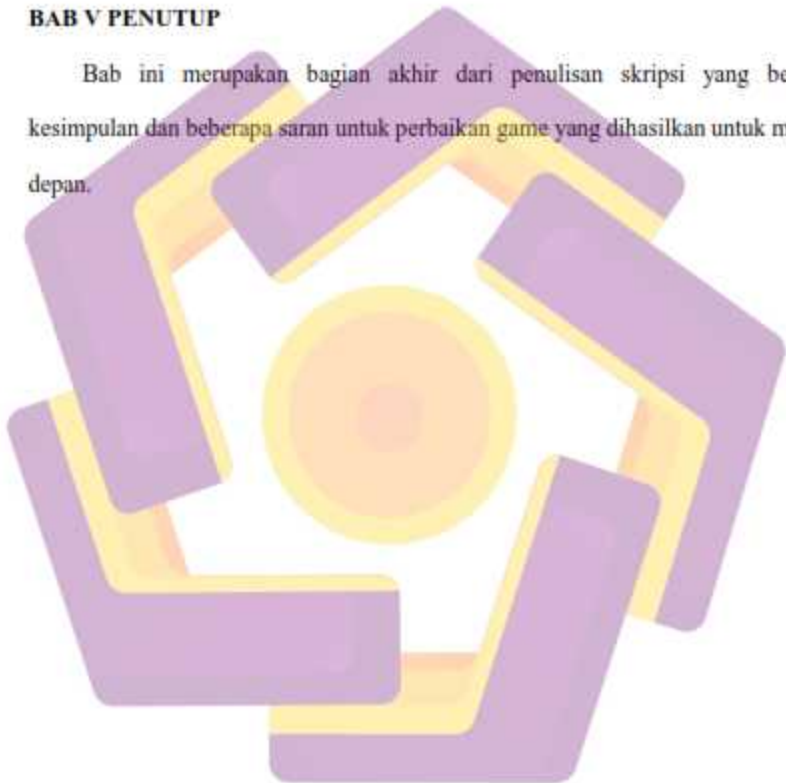 BAB V PENUTUP
Bab ini merupakan bagian akhir dari penulisan skripsi yang be
kesimpulan dan beberapa saran untuk perbaikan game yang dihasilkan untuk m
depan.